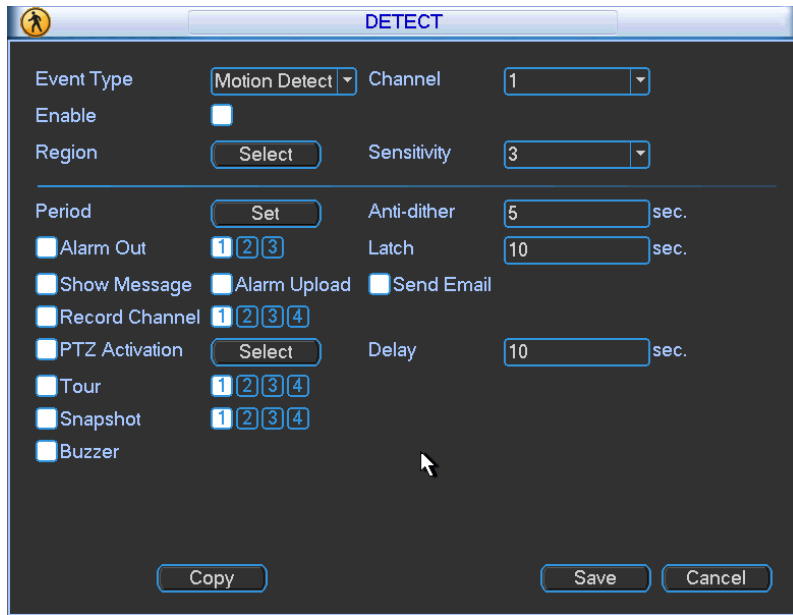 DETECT
Event Type Motion Detect Channel 1
Enable
Region Select Sensitivity 3
Period Set Anti-dither 5 sec.
Alarm Out 1 2 3 Latch 10 sec.
Show Message Alarm Upload Send Email
Record Channel 1 2 3 4
PTZ Activation Select Delay 10 sec.
Tour 1 2 3 4
Snapshot 1 2 3 4
Buzzer
Copy Save Cancel